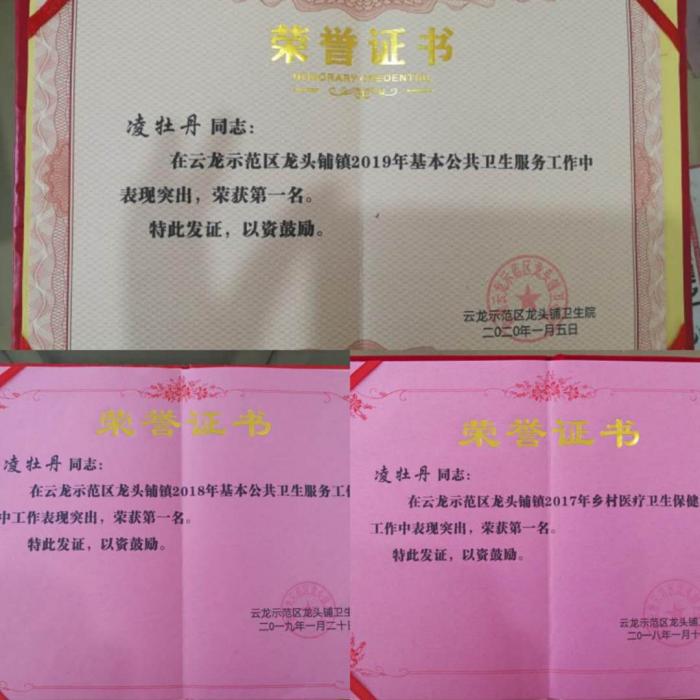 荣誉证书
HONORARY CREDENTIAL
凌牡丹同志：
在云龙示范区龙头铺镇2019年基本公共卫生服务工作中
表现突出，荣获第一名。
特此发证，以资鼓励。
云龙示范区龙头铺卫生院
二〇二〇年一月五日
荣誉证书
凌牡丹同志：
在云龙示范区龙头铺镇2018年基本公共卫生服务工作
中工作表现突出，荣获第一名。
特此发证，以资鼓励。
云龙示范区龙头铺卫生
二〇一九年一月二十日
荣誉证书
凌牡丹同志：
在云龙示范区龙头铺镇2017年乡村医疗卫生保健
工作中表现突出，荣获第一名。
特此发证，以资鼓励。
云龙示范区龙头铺卫生
二〇一八年一月十